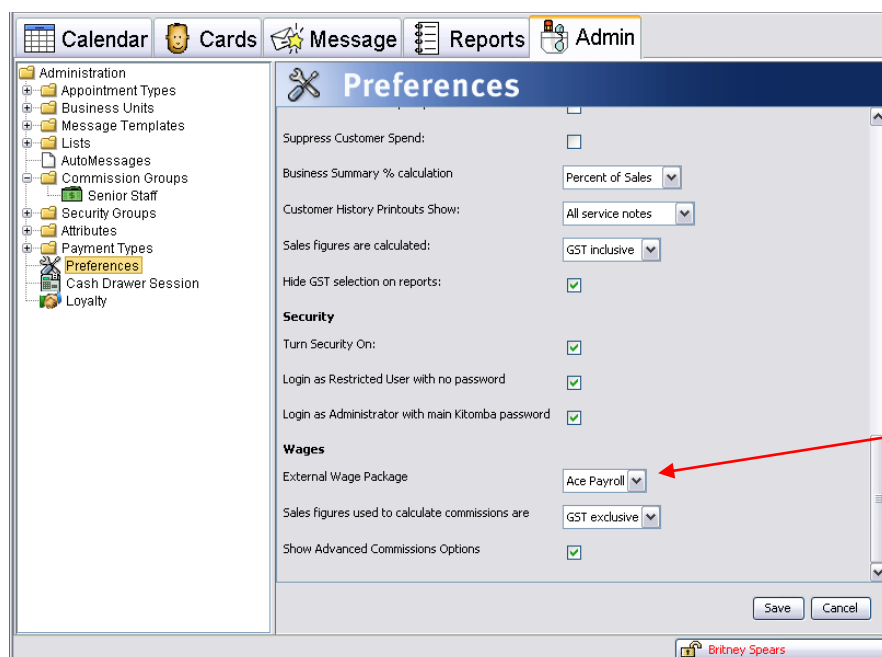 Calendar Cards Message Reports Admin
Administration
Appointment Types
Business Units
Message Templates
Lists
AutoMessages
Commission Groups
Senior Staff
Security Groups
Attributes
Payment Types
Preferences
Cash Drawer Session
Loyalty
Preferences
Suppress Customer Spend:
Business Summary % calculation Percent of Sales
Customer History Printouts Show: All service notes
Sales figures are calculated: GST inclusive
Hide GST selection on reports:
Security
Turn Security On:
Login as Restricted User with no password
Login as Administrator with main Kitomba password
Wages
External Wage Package Ace Payroll
Sales figures used to calculate commissions are GST exclusive
Show Advanced Commissions Options
Save Cancel
Britney Spears